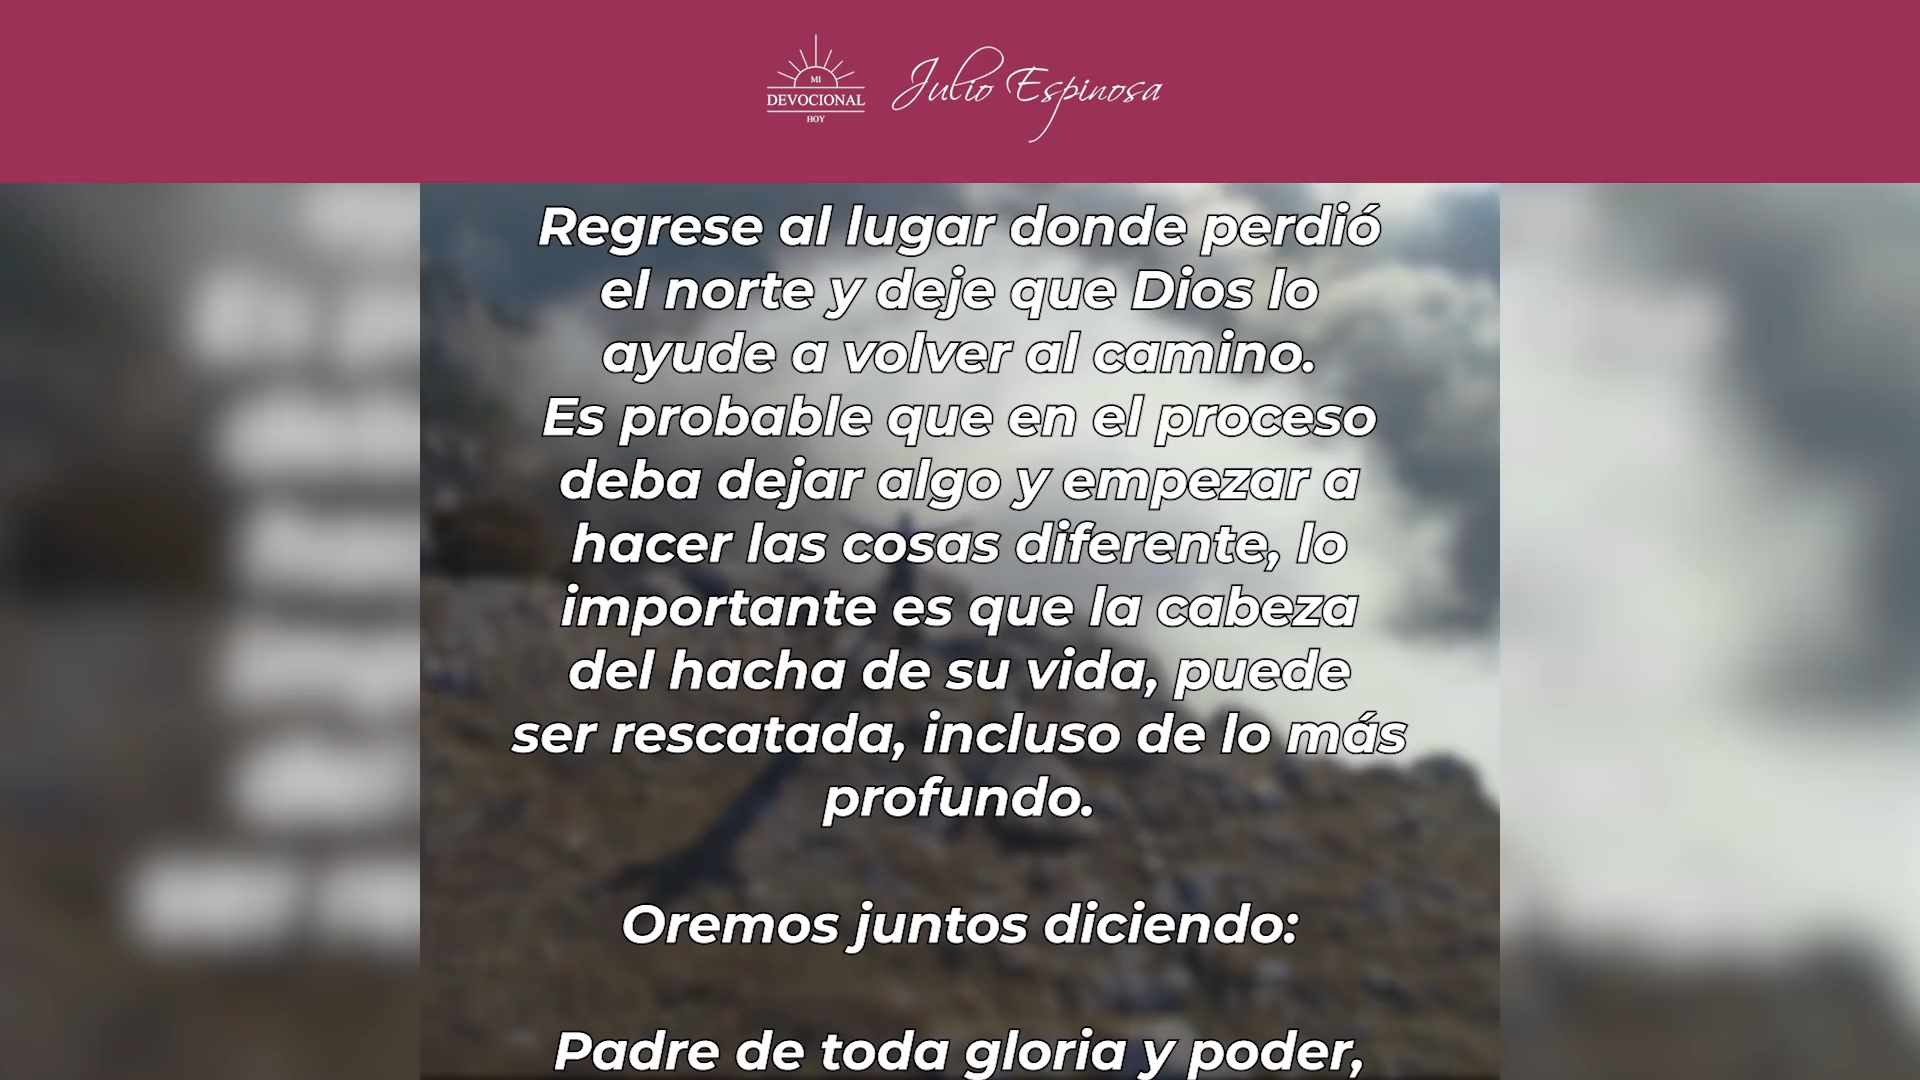 MI
DEVOCIONAL
HOY
Julio Espinosa
Regrese al lugar donde perdió
el norte y deje que Dios lo
ayude a volver al camino.
Es probable que en el proceso
deba dejar algo y empezar a
hacer las cosas diferente, lo
importante es que la cabeza
del hacha de su vida, puede
ser rescatada, incluso de lo más
profundo.
Oremos juntos diciendo:
Padre de toda gloria y poder,